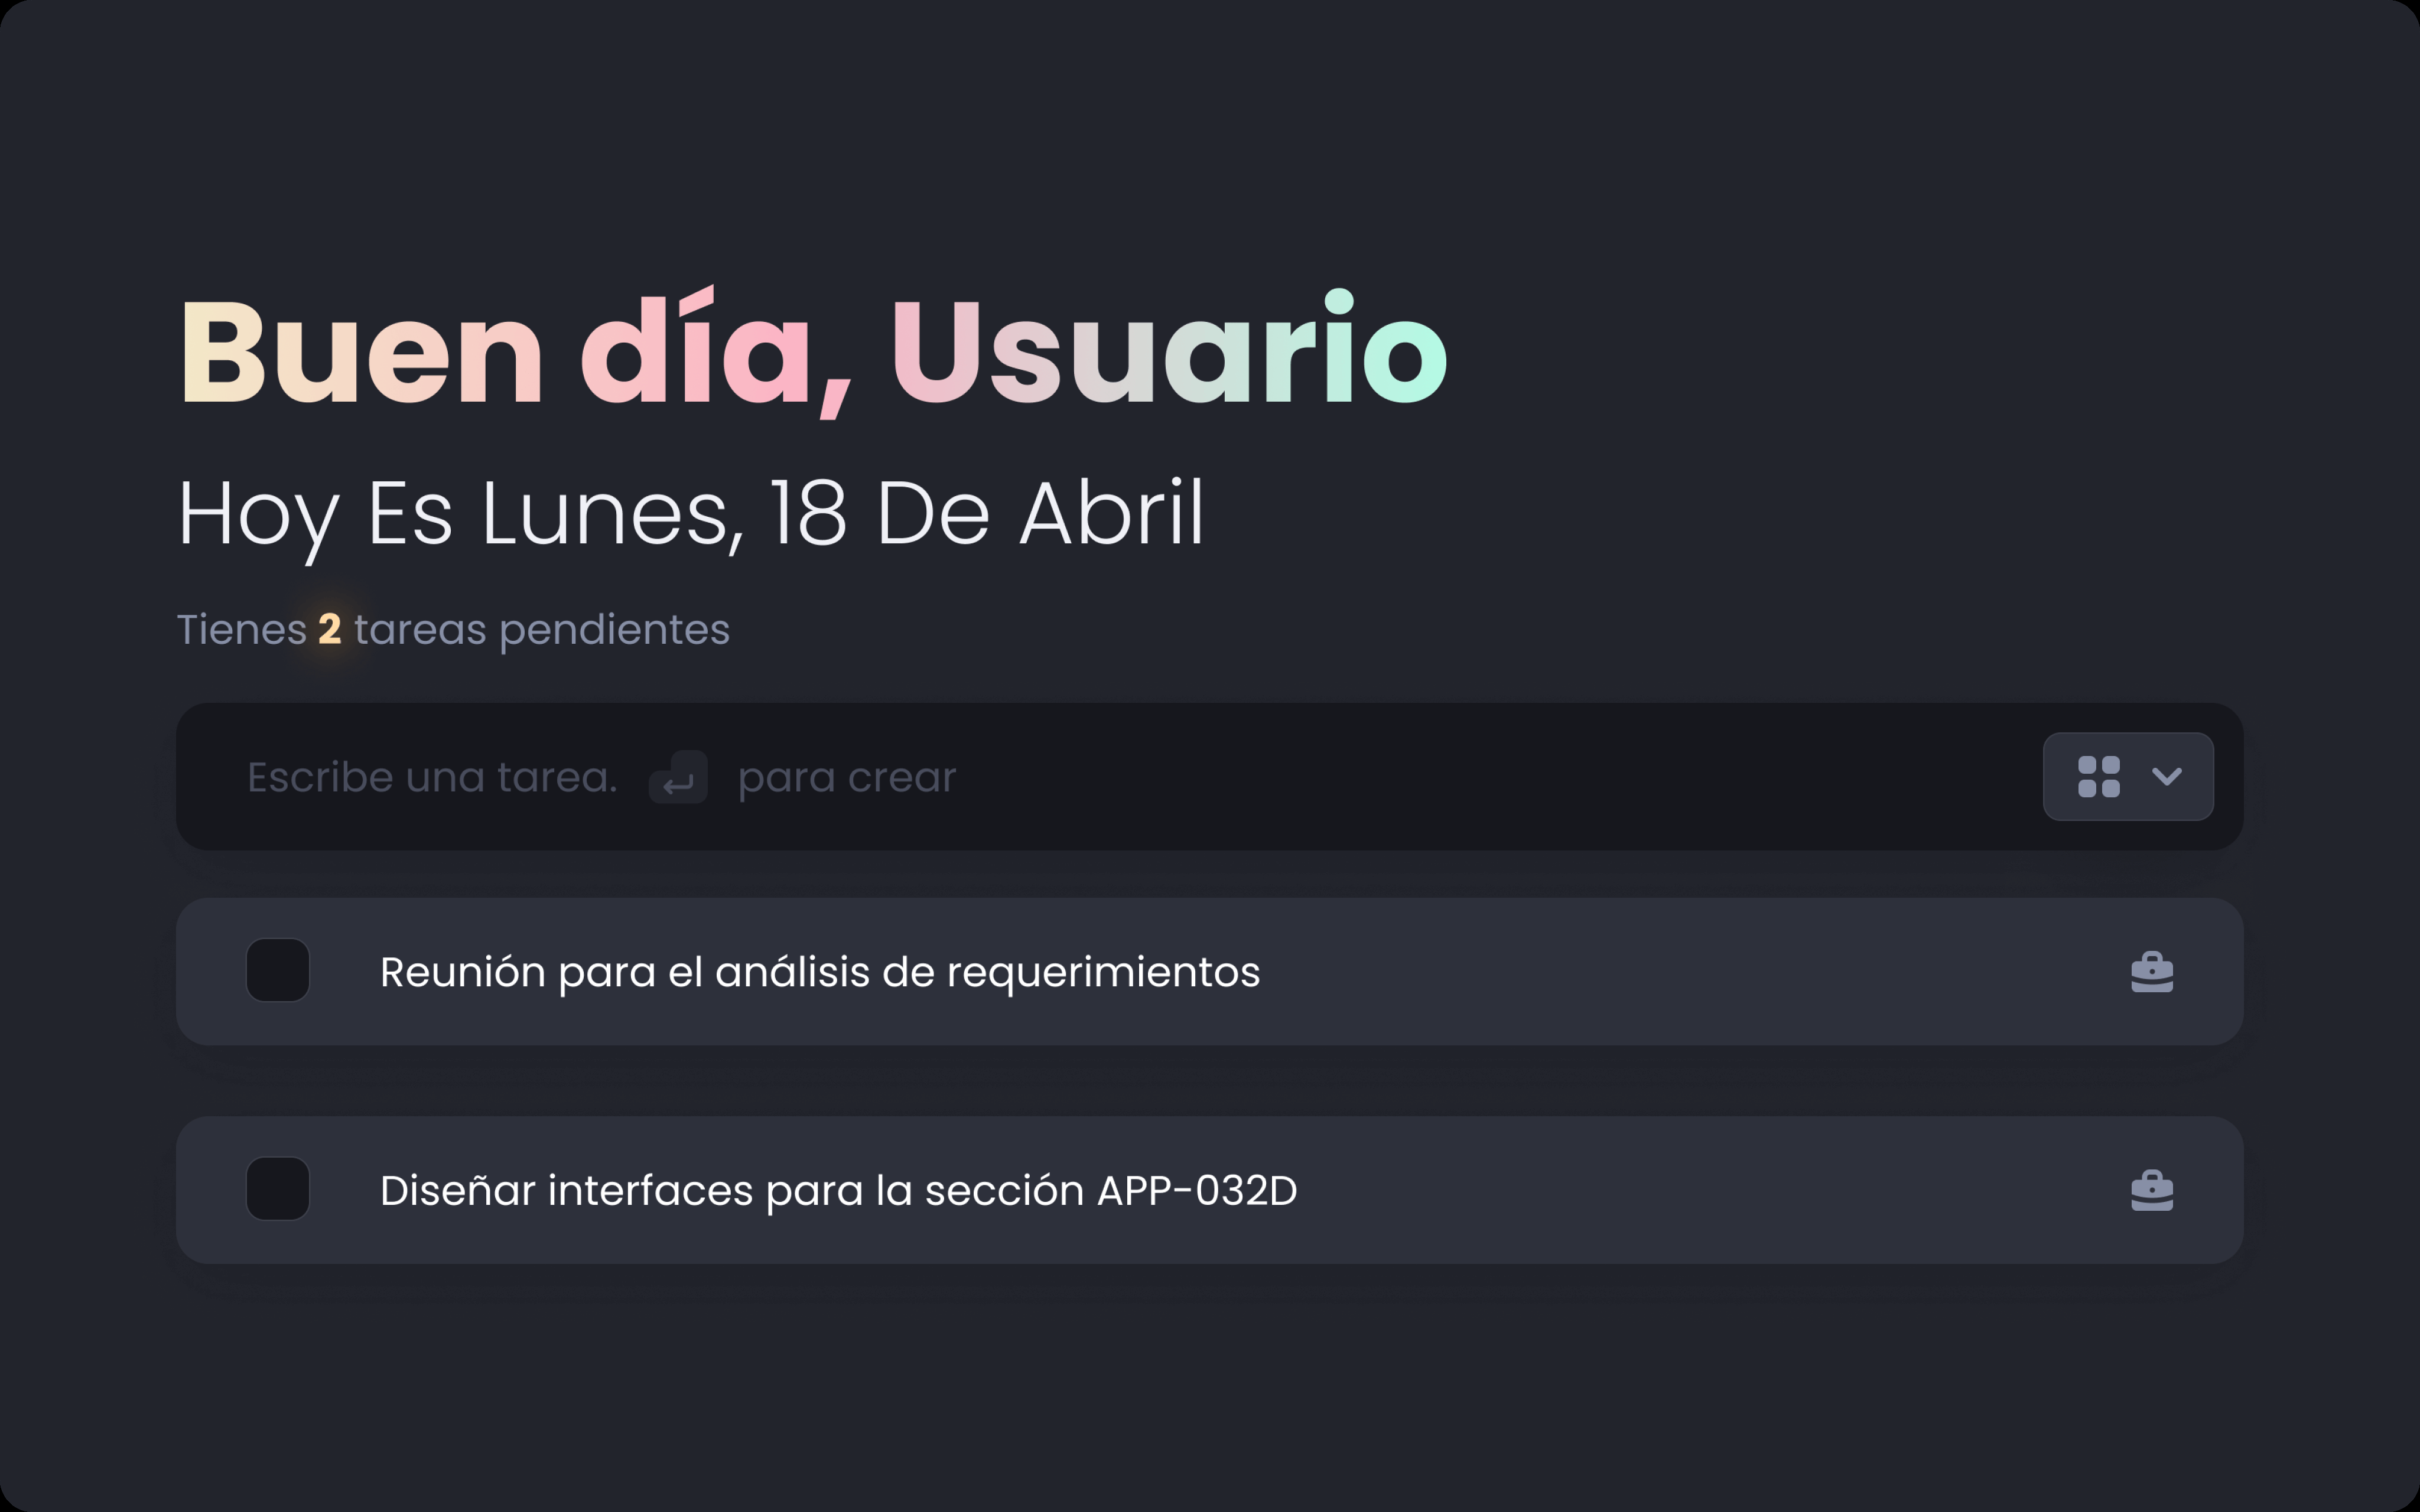 Buen día, Usuario
Hoy Es Lunes, 18 De Abril
Tienes 2 tareas pendientes
Escribe una tarea. para crear
Reunión para el análisis de requerimientos
Diseñar interfaces para la sección APP-032D